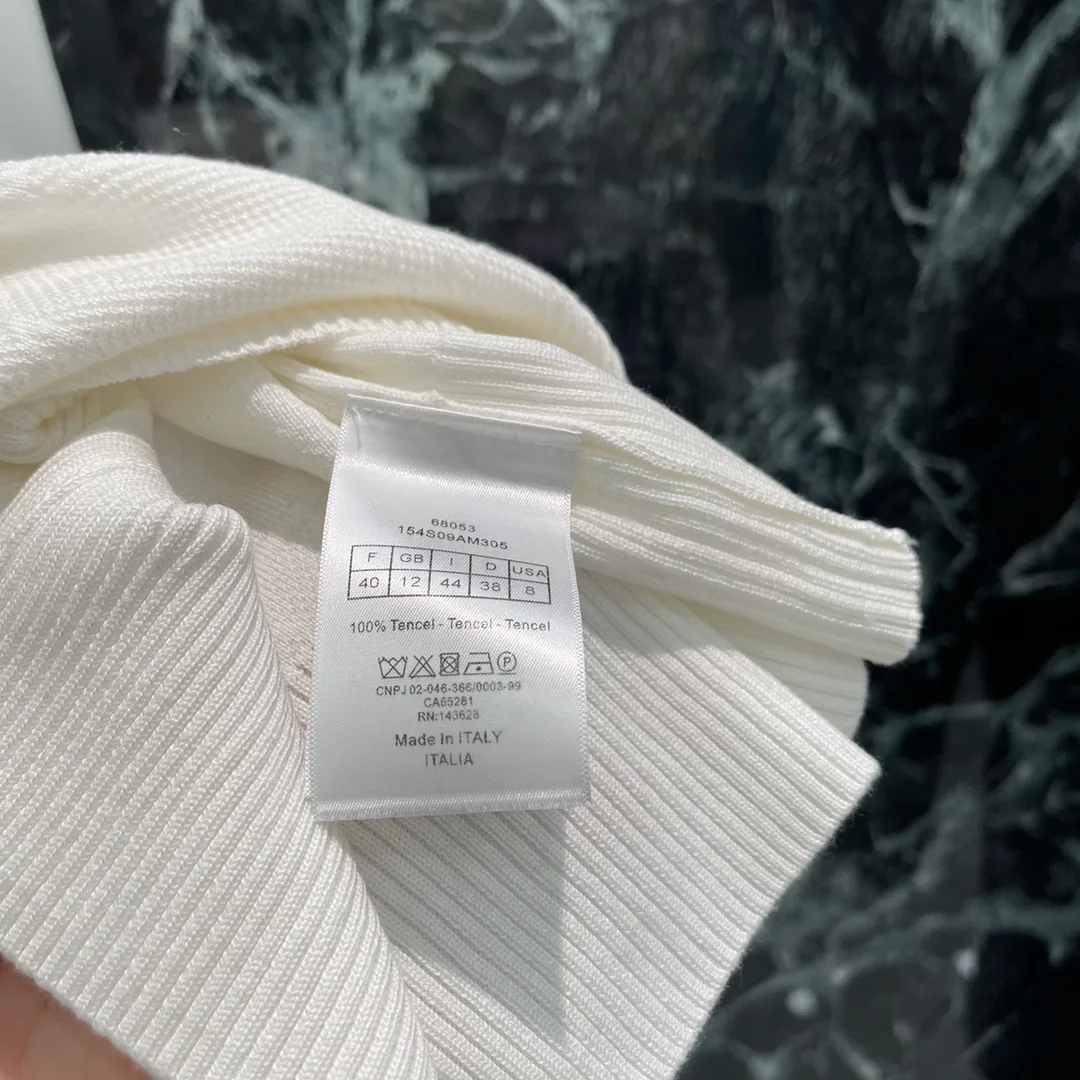 68053
154S09AM305
F GB I D USA
40 12 44 38 8
100% Tencel - Tencel - Tencel
P
CNPJ 02-046-366/0003-99
CA55281
RN:143628
Made In ITALY
ITALIA